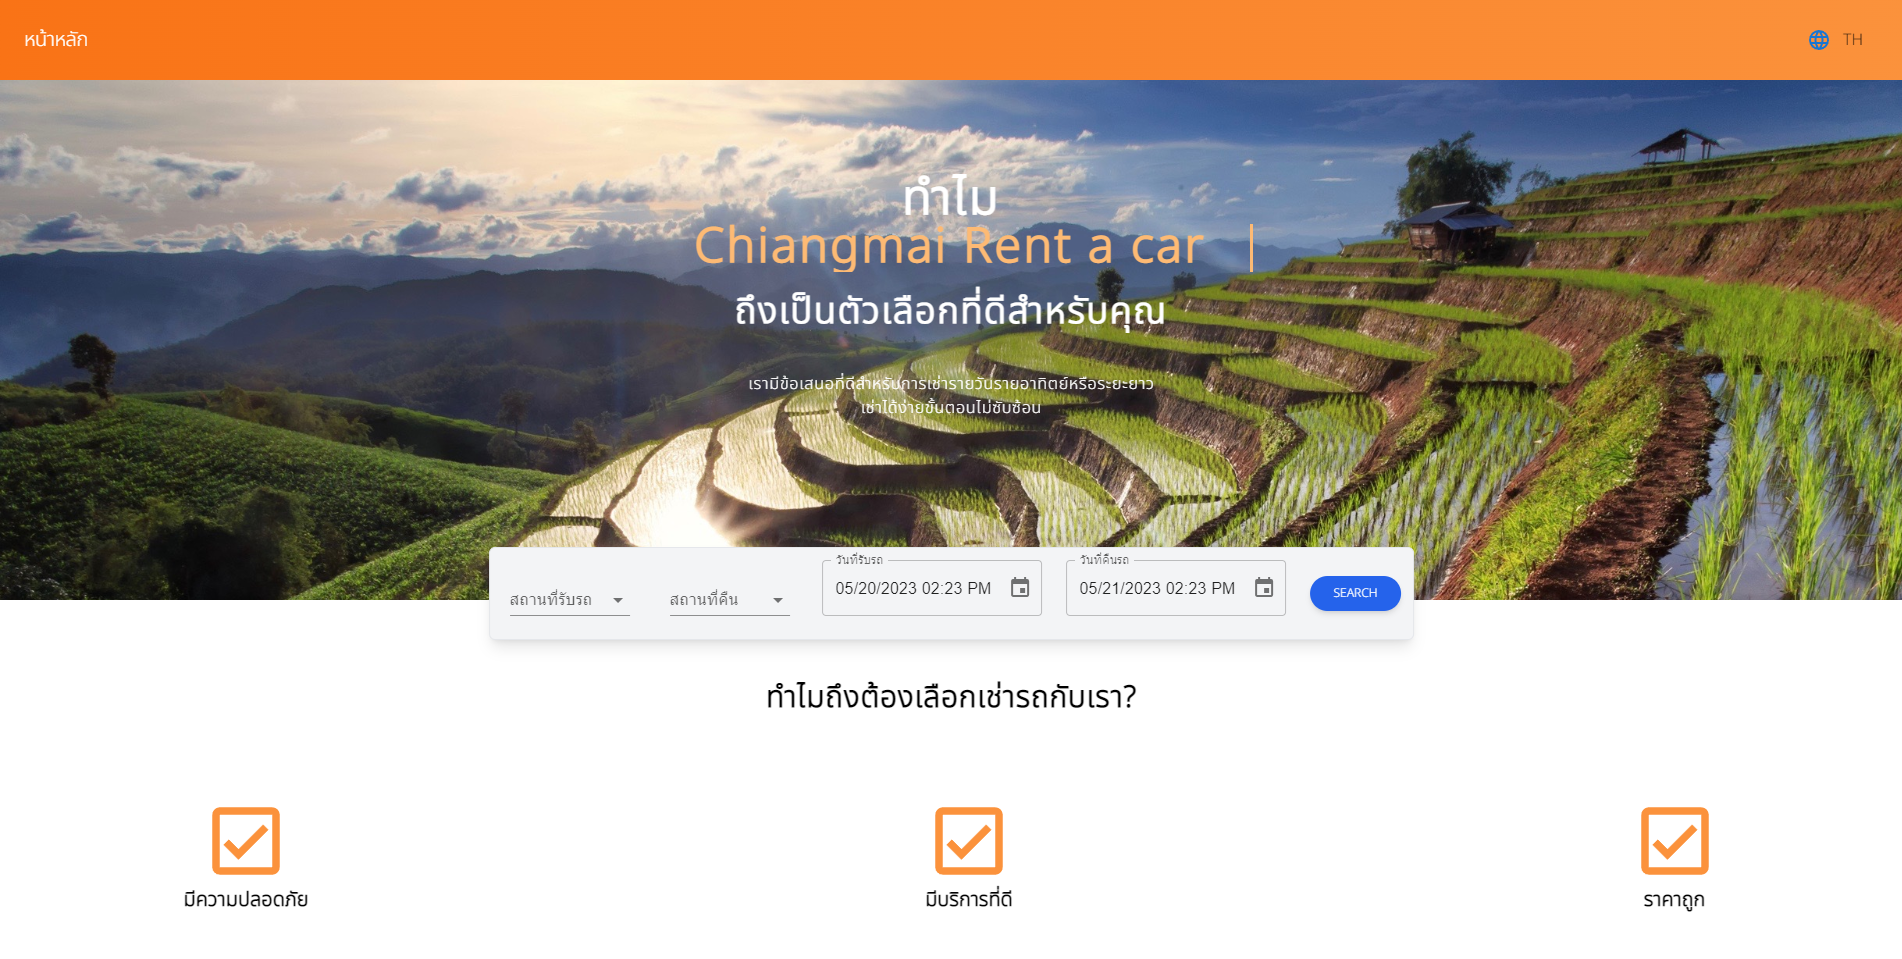 หน้าหลัก
TH
ทำไม
Chiangmai Rent a car
ถึงเป็นตัวเลือกที่ดีสำหรับคุณ
เรามีข้อเสนอที่ดีสำหรับการเช่ารายวันรายอาทิตย์หรือระยะยาว
เช่าได้ง่ายขั้นตอนไม่ซับซ้อน
สถานที่รับรถ
สถานที่คืน
วันที่รับรถ
05/20/2023 02:23 PM
วันที่คืนรถ
05/21/2023 02:23 PM
SEARCH
ทำไมถึงต้องเลือกเช่ารถกับเรา?
มีความปลอดภัย
มีบริการที่ดี
ราคาถูก